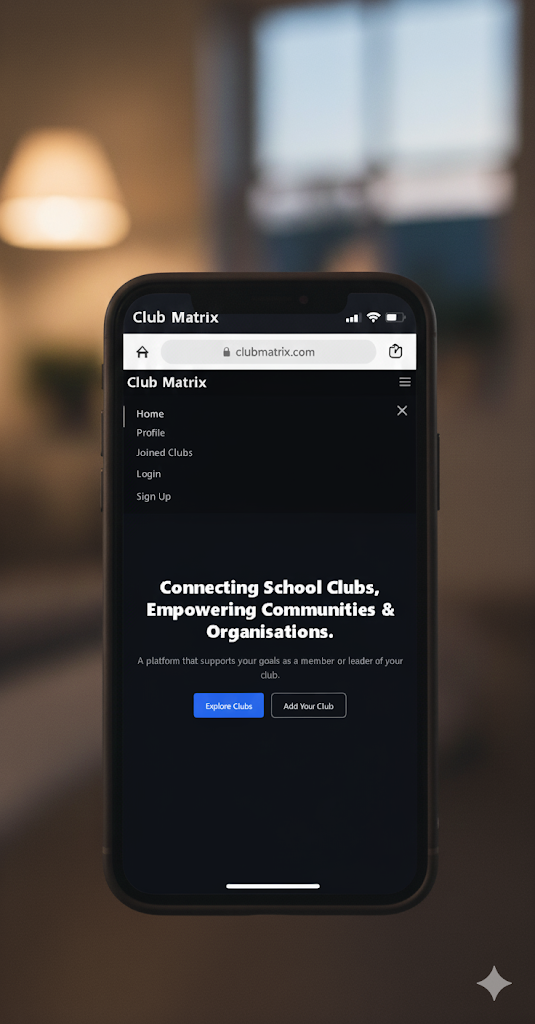 Club Matrix
clubmatrix.com
Club Matrix
Home
Profile
Joined Clubs
Login
Sign Up
Connecting School Clubs,
Empowering Communities &
Organisations.
A platform that supports your goals as a member or leader of your
club.
Explore Clubs
Add Your Club